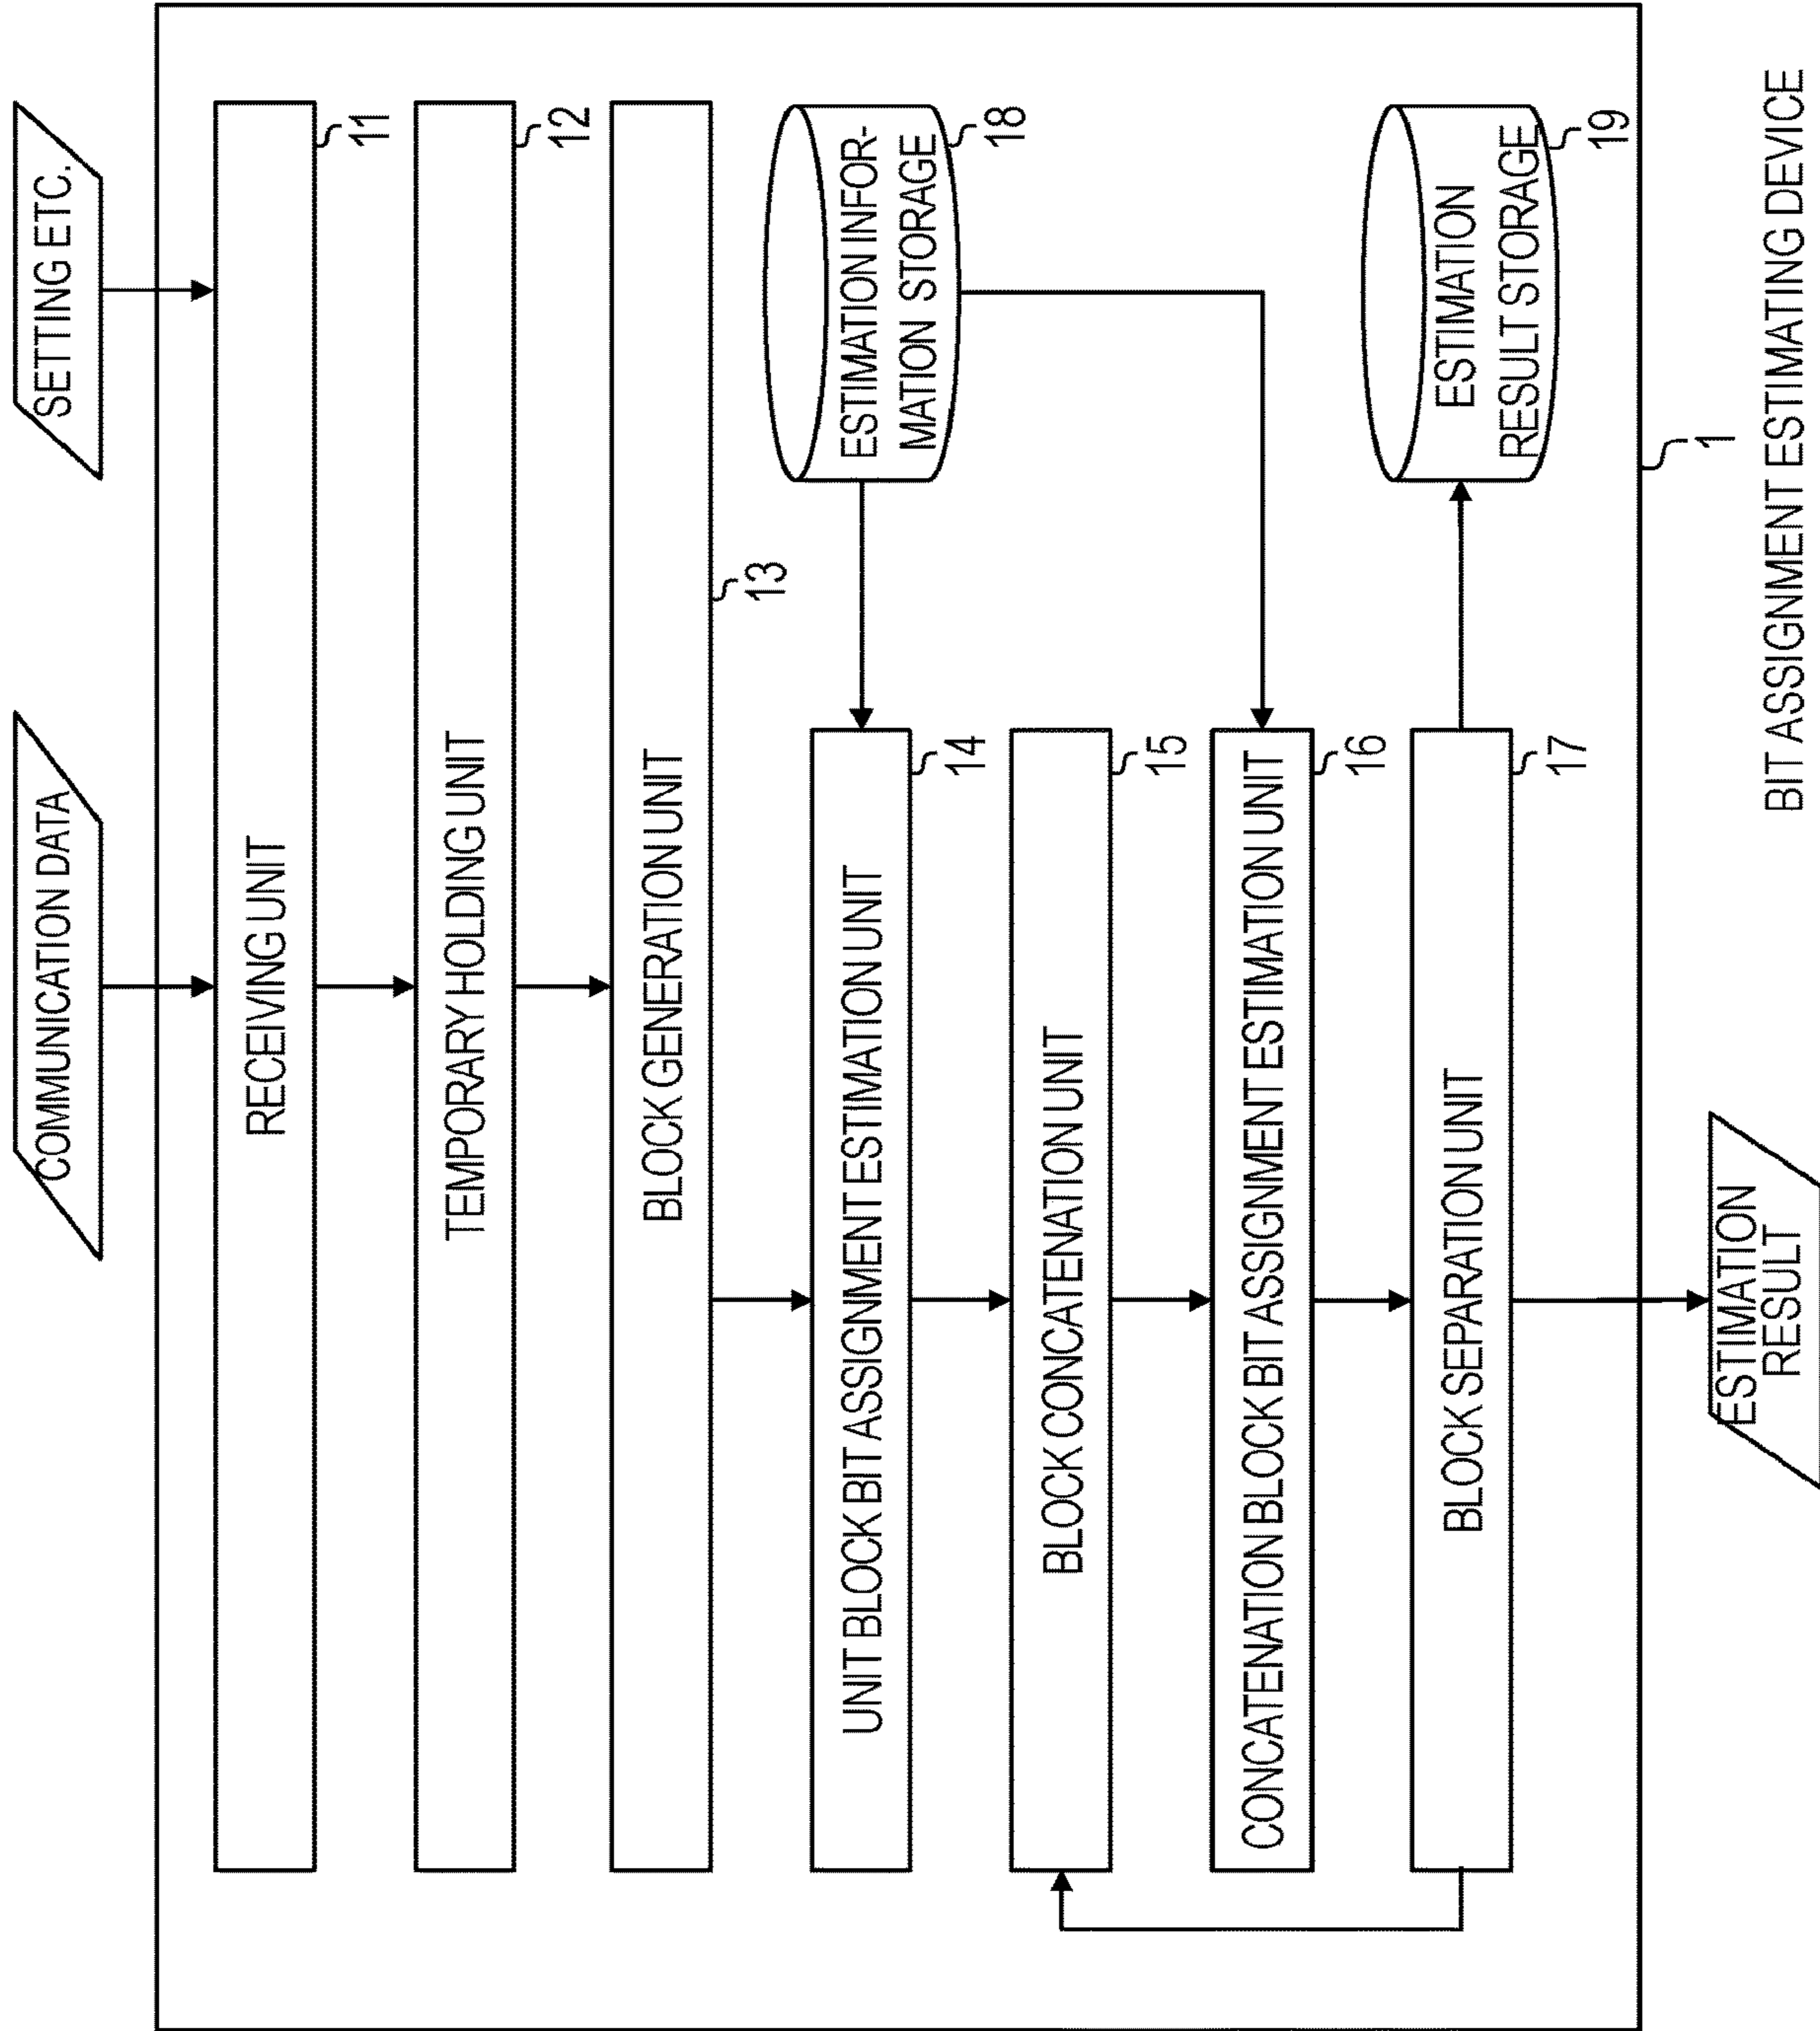 COMMUNICATION DATA
SETTING ETC.
RECEIVING UNIT
11
TEMPORARY HOLDING UNIT
12
BLOCK GENERATION UNIT
13
UNIT BLOCK BIT ASSIGNMENT ESTIMATION UNIT
14
ESTIMATION INFOR-
MATION STORAGE
18
BLOCK CONCATENATION UNIT
15
CONCATENATION BLOCK BIT ASSIGNMENT ESTIMATION UNIT
16
BLOCK SEPARATION UNIT
17
ESTIMATION
RESULT STORAGE
19
1
ESTIMATION
RESULT
BIT ASSIGNMENT ESTIMATING DEVICE